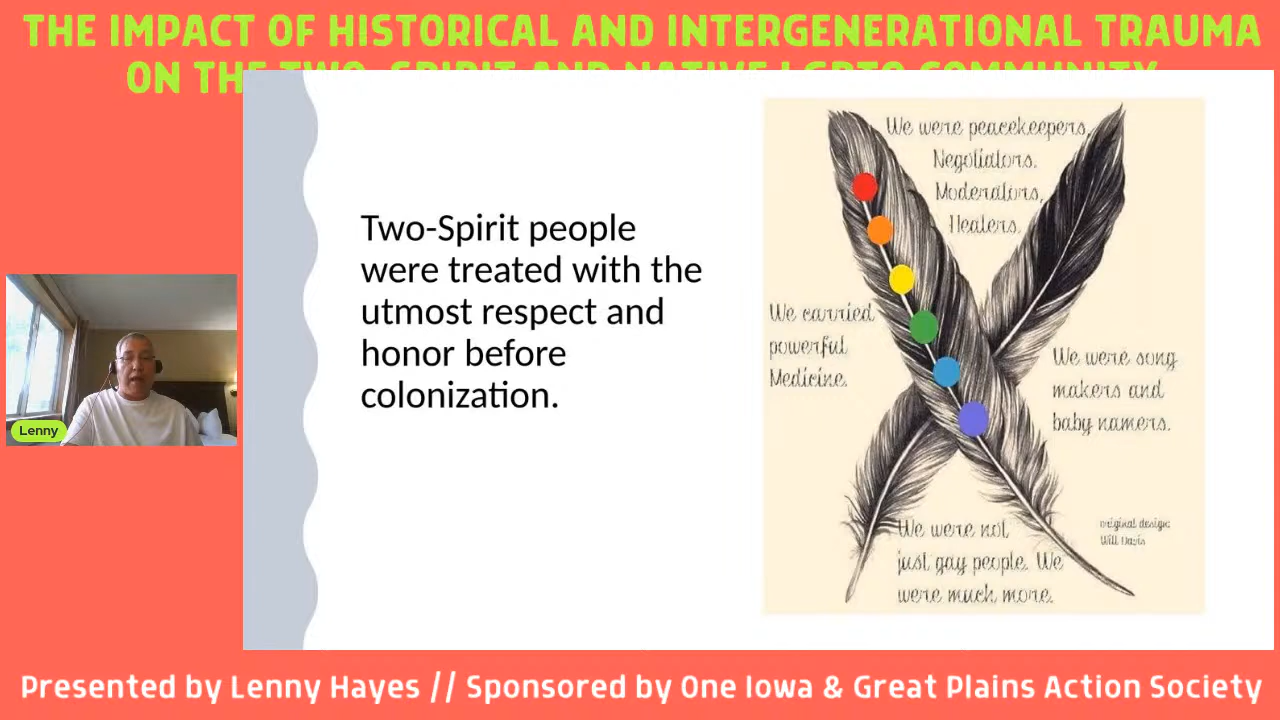 THE IMPACT OF HISTORICAL AND INTERGENERATIONAL TRAUMA
ON THE TWO-SPIRIT AND NATIVE LGBTQ COMMUNITY
Two-Spirit people
were treated with the
utmost respect and
honor before
colonization.
We were peacekeepers,
Negotiators,
Moderators,
Healers.
We carried
powerful
Medicine.
We were song
makers and
baby namers.
We were not
just gay people. We
were much more.
original design:
Will Davis
Lenny
Presented by Lenny Hayes // Sponsored by One Iowa & Great Plains Action Society